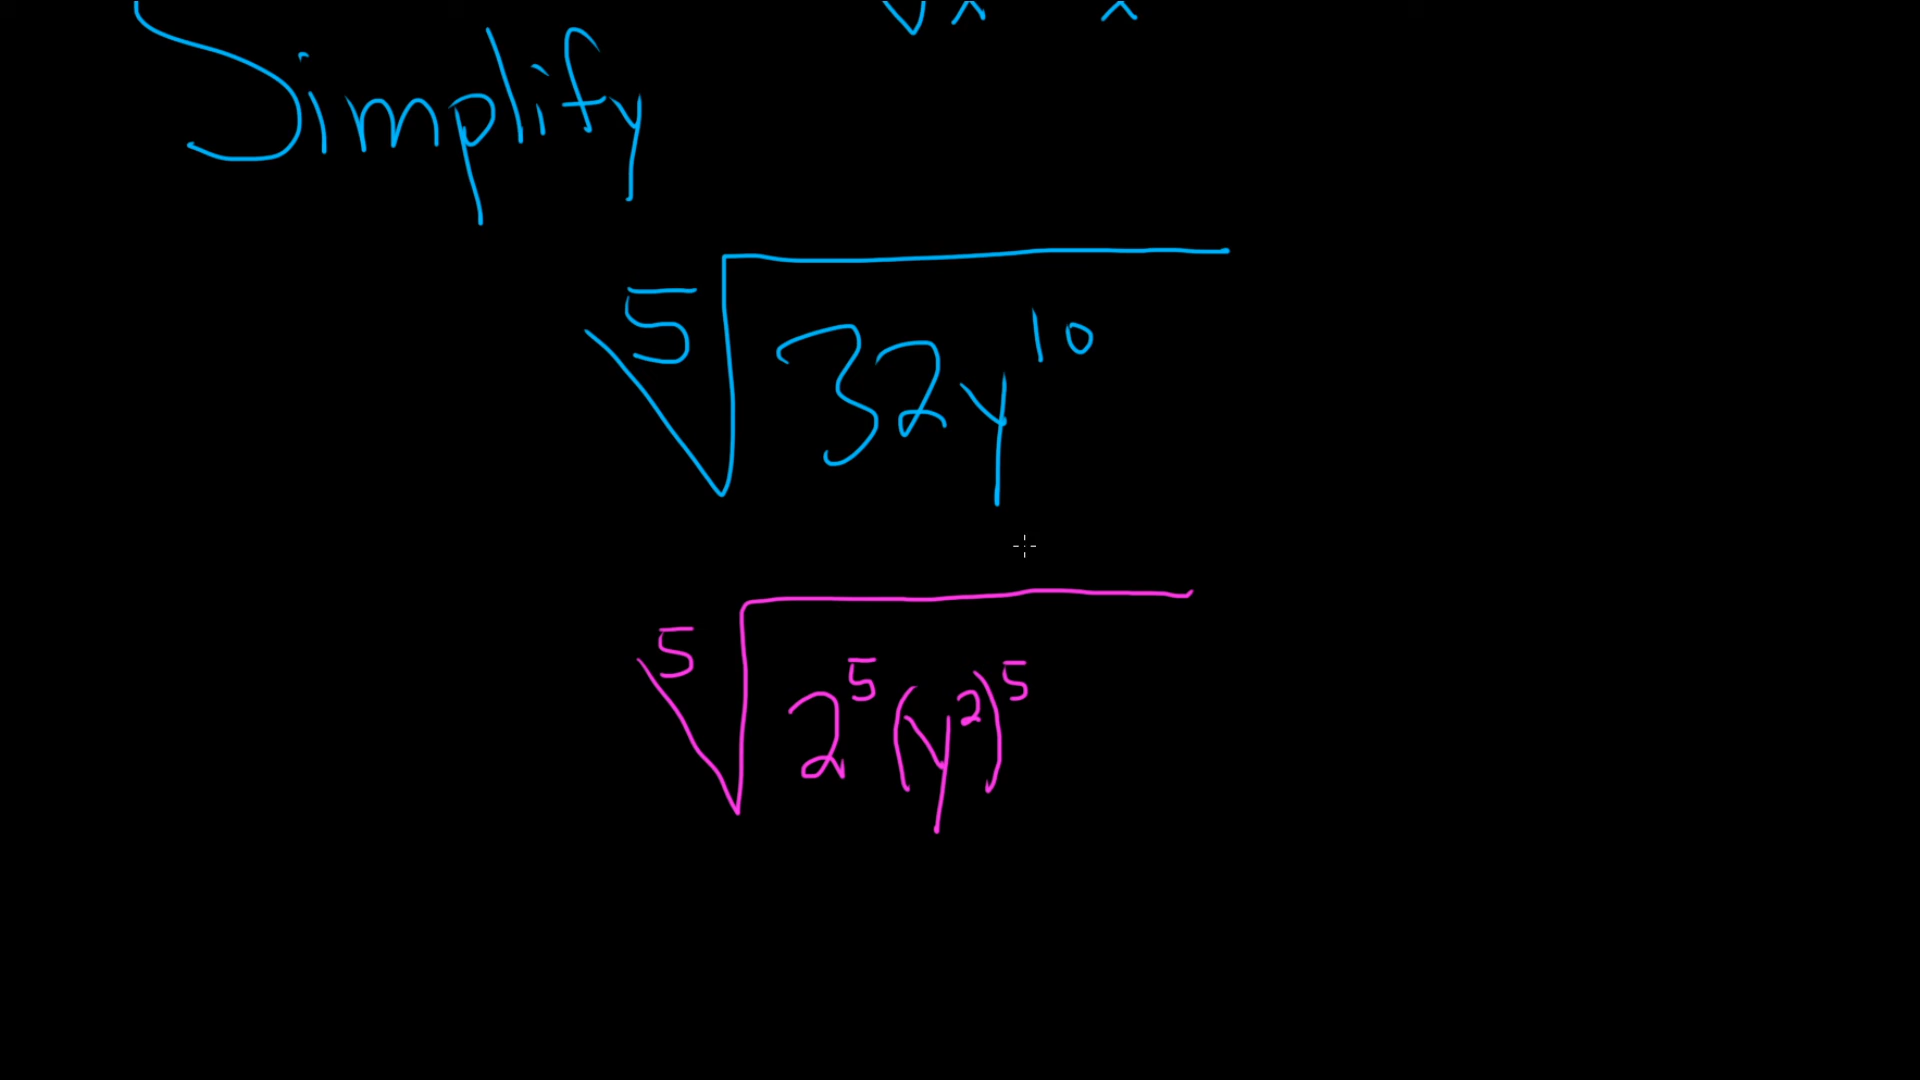 Simplify
⁵√32y¹⁰
⁵√2⁵(y²)⁵